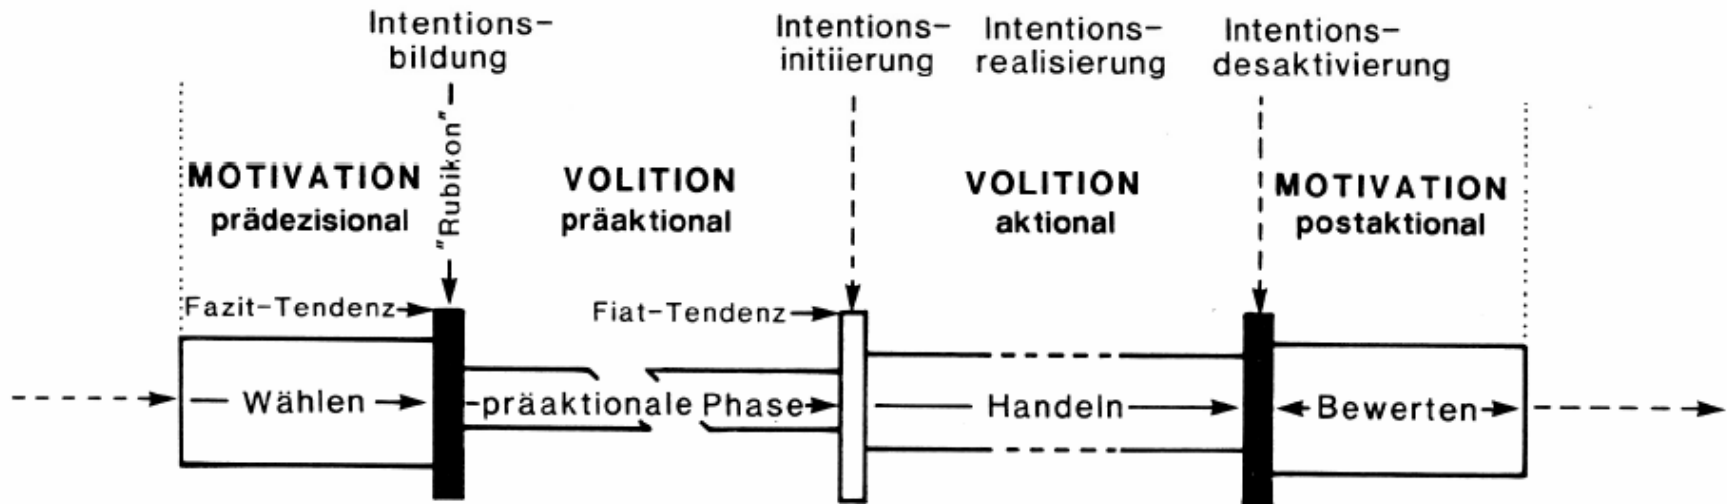 Intentions-
bildung
Intentions-
initiierung
Intentions-
realisierung
Intentions-
desaktivierung
"Rubikon"
MOTIVATION
prädezisional
VOLITION
präaktional
VOLITION
aktional
MOTIVATION
postaktional
Fazit-Tendenz
Fiat-Tendenz
Wählen
präaktionale Phase
Handeln
Bewerten